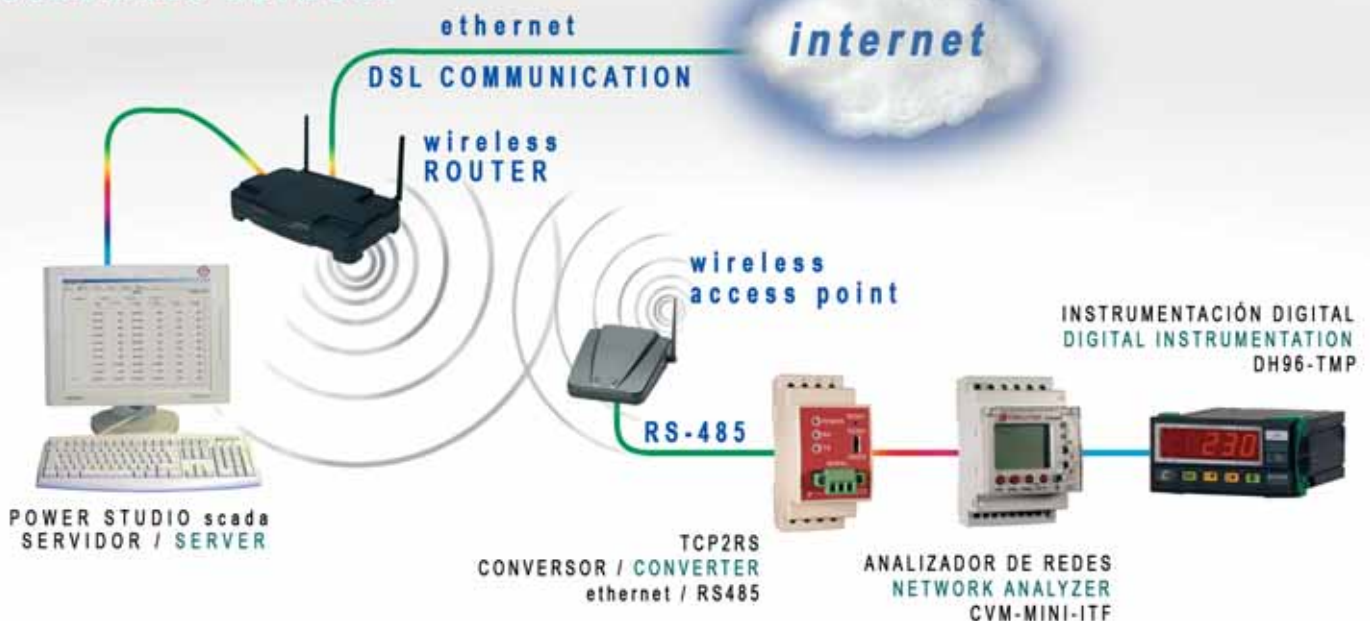 ethernet
internet
DSL COMMUNICATION
wireless
ROUTER
wireless
access point
INSTRUMENTACIÓN DIGITAL
DIGITAL INSTRUMENTATION
DH96-TMP
RS-485
230
POWER STUDIO scada
SERVIDOR / SERVER
TCP2RS
CONVERSOR / CONVERTER
ethernet / RS485
ANALIZADOR DE REDES
NETWORK ANALYZER
CVM-MINI-ITF